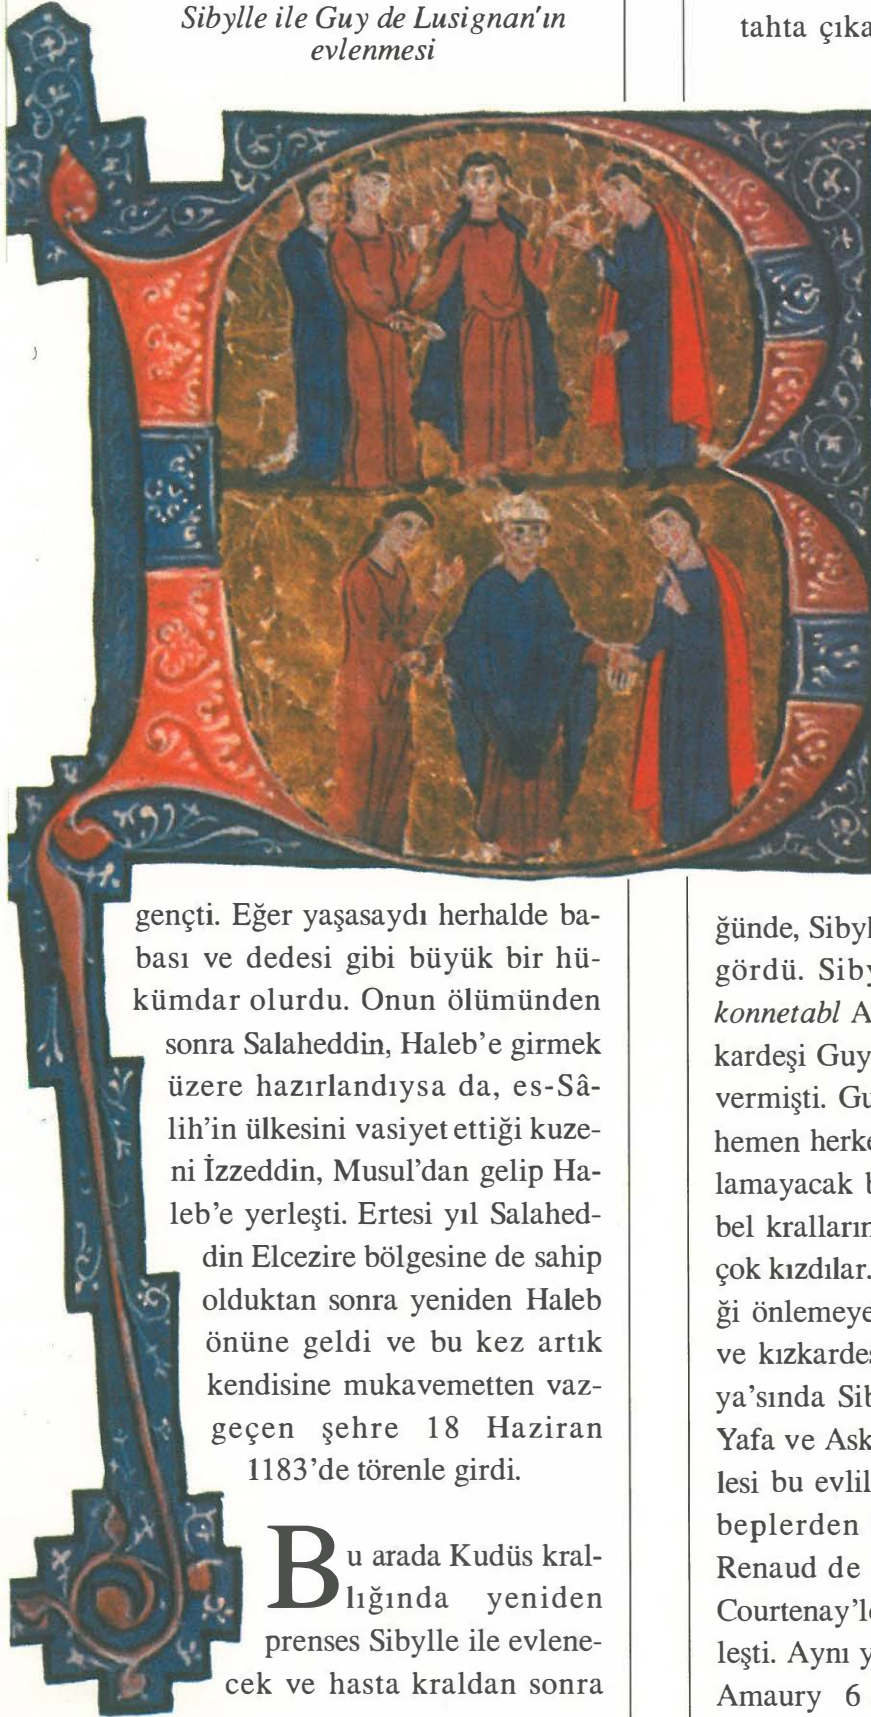 Sibylle ile Guy de Lusignan'ın
evlenmesi
gençti. Eğer yaşasaydı herhalde ba-
bası ve dedesi gibi büyük bir hü-
kümdar olurdu. Onun ölümünden
sonra Salaheddin, Haleb'e girmek
üzere hazırlandıysa da, es-Sâ-
lih'in ülkesini vasiyet ettiği kuze-
ni İzzeddin, Musul'dan gelip Ha-
leb'e yerleşti. Ertesi yıl Salahed-
din Elcezire bölgesine de sahip
olduktan sonra yeniden Haleb
önüne geldi ve bu kez artık
kendisine mukavemetten vaz-
geçen şehre 18 Haziran
1183'de törenle girdi.
Bu arada Kudüs kral-
lığında yeniden
prenses Sibylle ile evlene-
cek ve hasta kraldan sonra
tahta çıka
ğünde, Sibyl
gördü. Siby
konnetabl A
kardeşi Guy
vermişti. Gu
hemen herke
lamayacak b
bel kralların
çok kızdılar.
ği önlemeye
ve kızkardeş
ya'sında Sib
Yafa ve Ask
lesi bu evlil
beplerden
Renaud de
Courtenay'le
leşti. Aynı y
Amaury 6